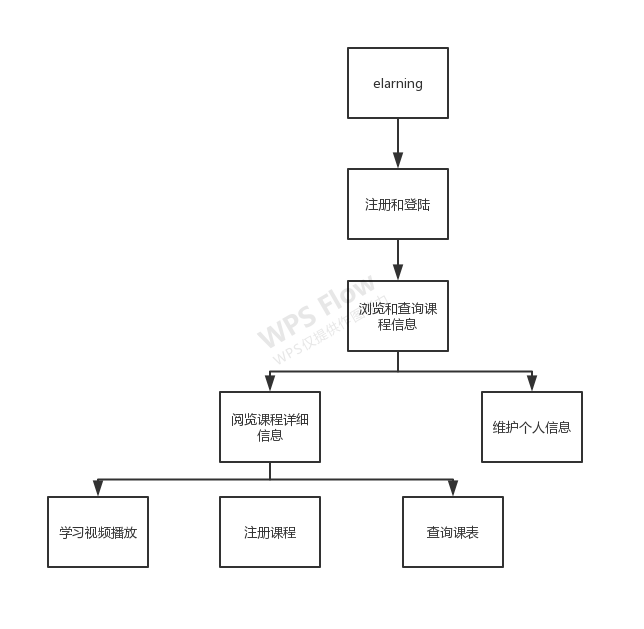 elarning
注册和登陆
浏览和查询课
程信息
WPS Flow
阅览课程详细
信息
维护个人信息
学习视频播放
注册课程
查询课表